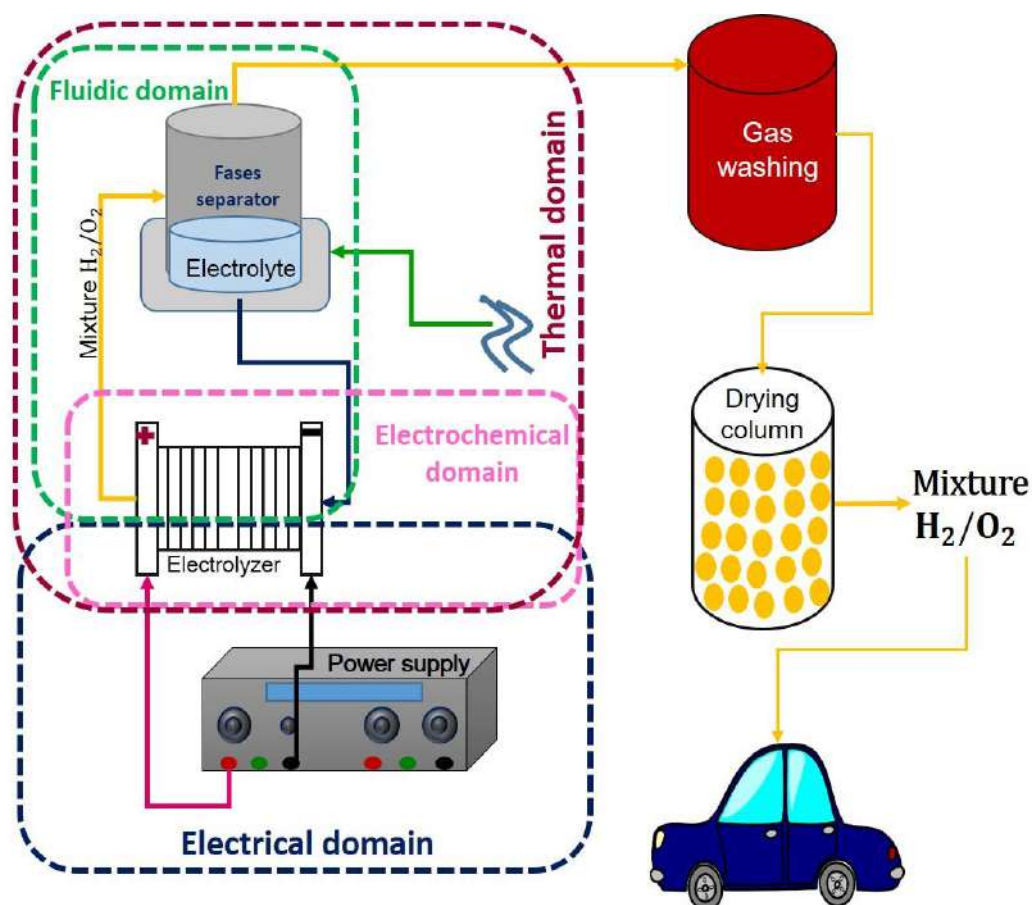 Fluidic domain
Fases
separator
Electrolyte
Mixture H₂/O₂
Thermal domain
Electrochemical
domain
+
-
Electrolyzer
Power supply
Electrical domain
Gas
washing
Drying
column
Mixture
H₂/O₂